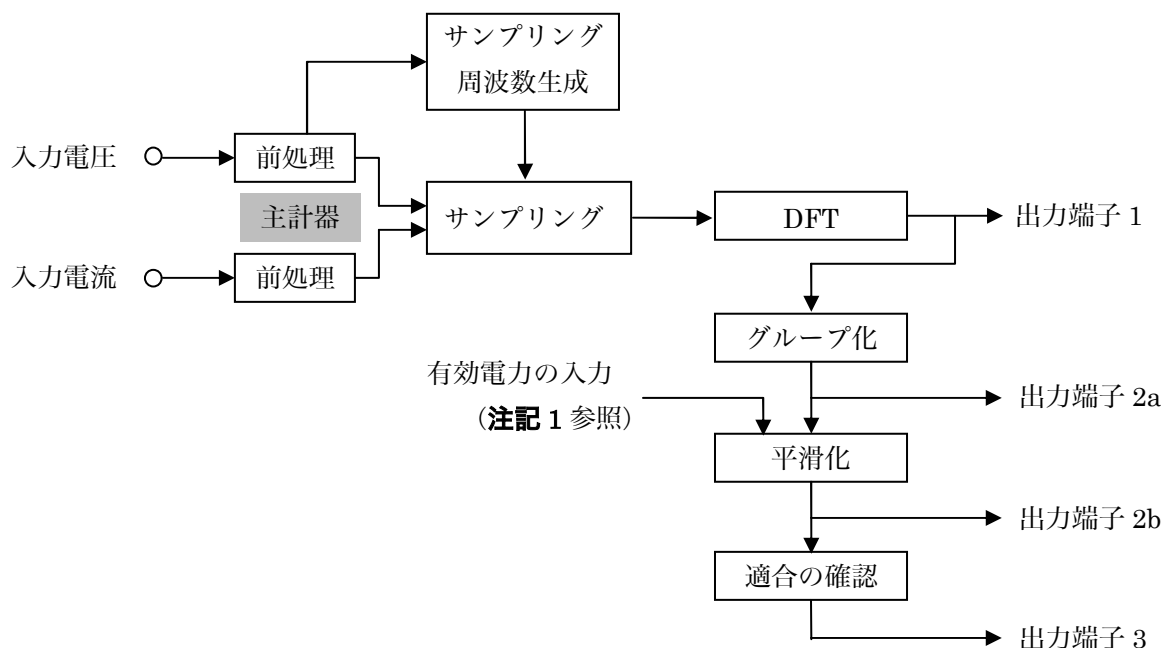 サンプリング
周波数生成
入力電圧
前処理
主計器
サンプリング
DFT
出力端子 1
入力電流
前処理
グループ化
有効電力の入力
（注記 1 参照）
出力端子 2a
平滑化
出力端子 2b
適合の確認
出力端子 3